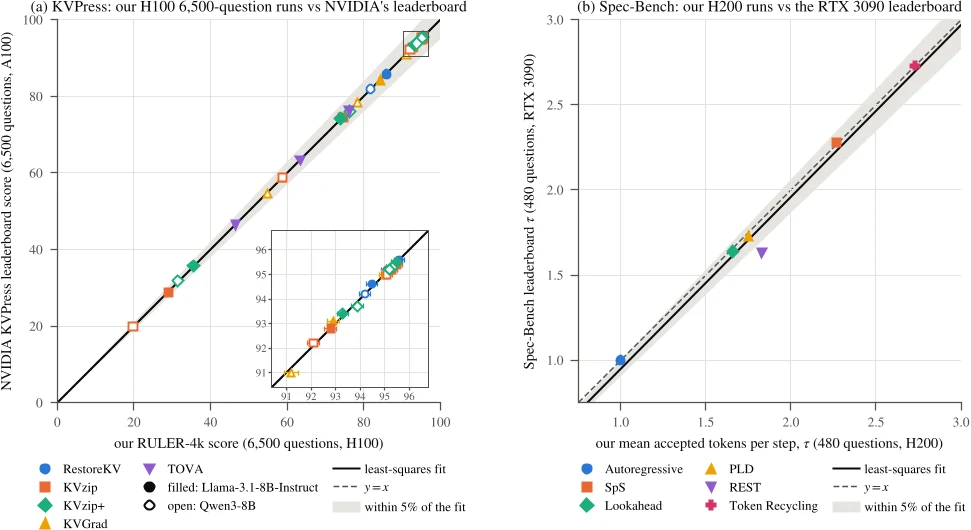 (a) KVPress: our H100 6,500-question runs vs NVIDIA's leaderboard
NVIDIA KVPress leaderboard score (6,500 questions, A100)
100
80
60
40
20
0
96
95
94
93
92
91
91 92 93 94 95 96
0 20 40 60 80 100
our RULER-4k score (6,500 questions, H100)
RestoreKV
KVzip
KVzip+
KVGrad
TOVA
filled: Llama-3.1-8B-Instruct
open: Qwen3-8B
least-squares fit
y = x
within 5% of the fit
(b) Spec-Bench: our H200 runs vs the RTX 3090 leaderboard
Spec-Bench leaderboard τ (480 questions, RTX 3090)
3.0
2.5
2.0
1.5
1.0
1.0 1.5 2.0 2.5 3.0
our mean accepted tokens per step, τ (480 questions, H200)
Autoregressive
SpS
Lookahead
PLD
REST
Token Recycling
least-squares fit
y = x
within 5% of the fit